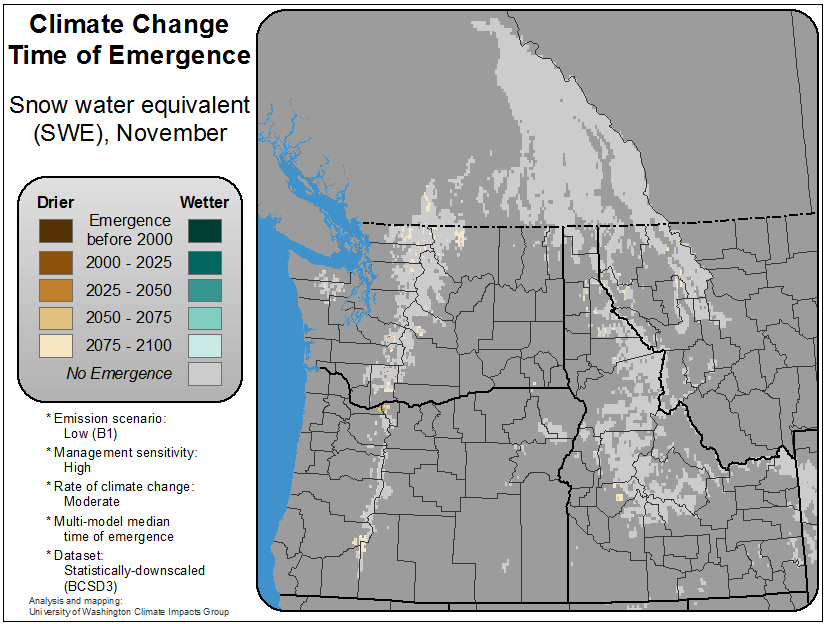 Climate Change
Time of Emergence
Snow water equivalent
(SWE), November
Drier Wetter
Emergence
before 2000
2000 - 2025
2025 - 2050
2050 - 2075
2075 - 2100
No Emergence
* Emission scenario:
Low (B1)
* Management sensitivity:
High
* Rate of climate change:
Moderate
* Multi-model median
time of emergence
* Dataset:
Statistically-downscaled
(BCSD3)
Analysis and mapping:
University of Washington Climate Impacts Group